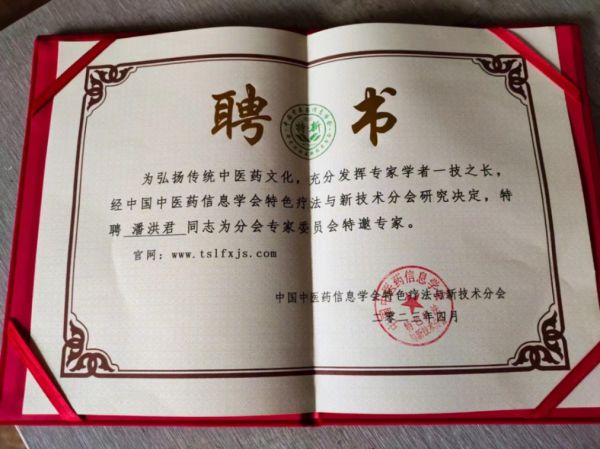 聘书
为弘扬传统中医药文化，充分发挥专家学者一技之长，
经中国中医药信息学会特色疗法与新技术分会研究决定，特
聘 潘洪君 同志为分会专家委员会特邀专家。
官网：www.tslfxjs.com
中国中医药信息学会特色疗法与新技术分会
二零二三年四月